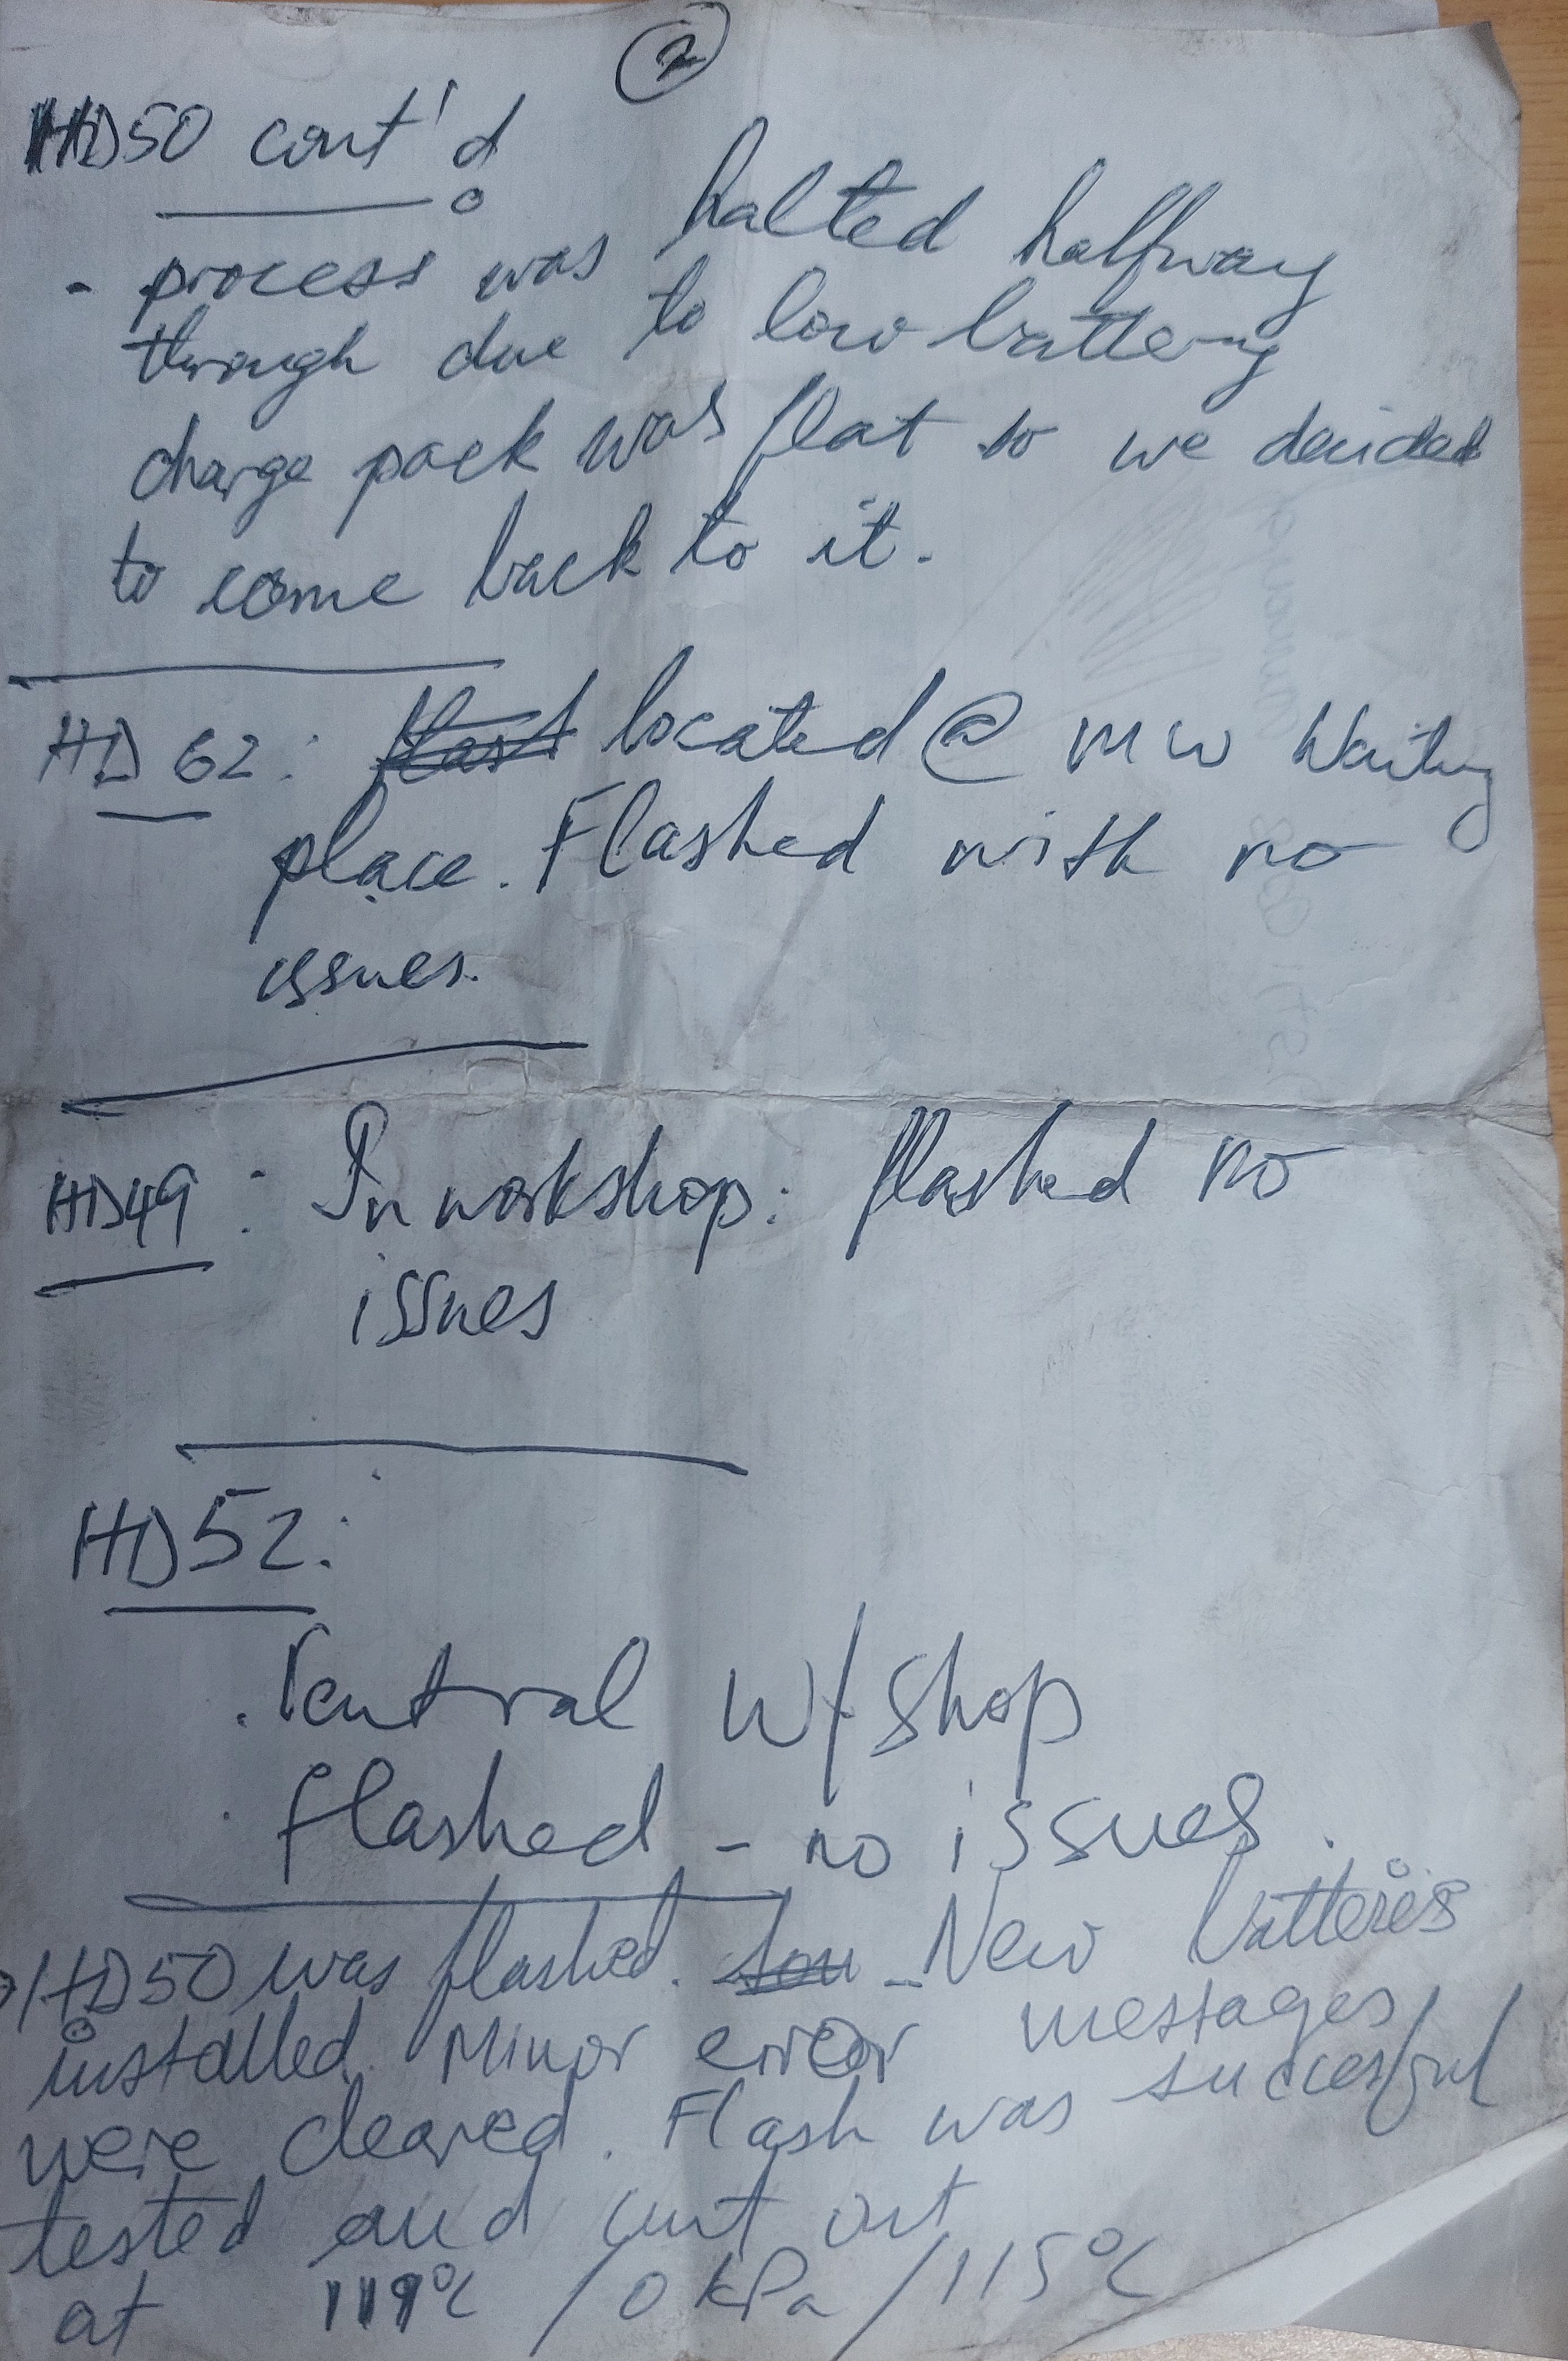 2
HD50 cont'd
- process was halted halfway
through due to low battery
charge pack was flat so we decided
to come back to it.
HD 62: located @ MW Waiting
place. Flashed with no
issues.
HD49: In workshop: flashed no
issues
HD52:
. Ventral W/Shop
. flashed - no issues.
HD50 was flashed. - New batteries
installed. Minor error messages
were cleared. Flash was succesful
tested and cut out
at 119°C / 0 kPa / 115°C